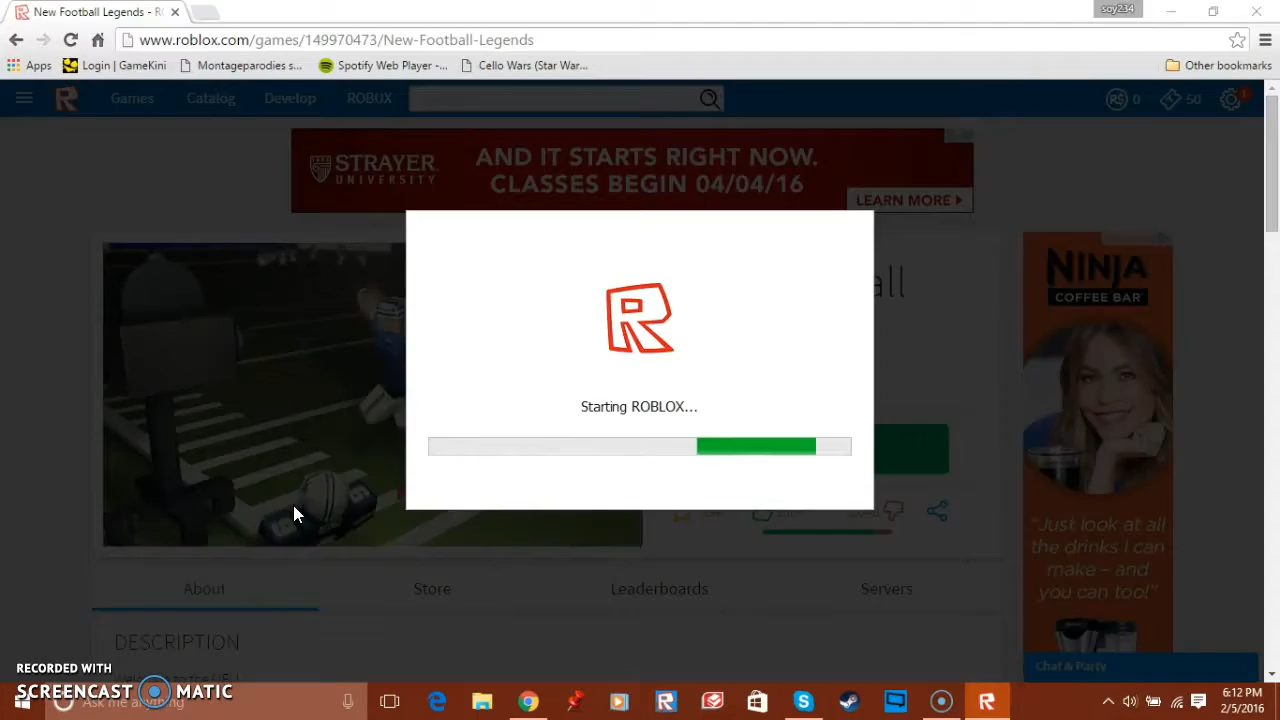 New Football Legends - RO
soy234
www.roblox.com/games/149970473/New-Football-Legends
Apps
Login | GameKini
Montageparodies s...
Spotify Web Player -...
Cello Wars (Star War...
Other bookmarks
R
Games
Catalog
Develop
ROBUX
R$ 0
50
1
STRAYER
UNIVERSITY
AND IT STARTS RIGHT NOW.
CLASSES BEGIN 04/04/16
LEARN MORE
all
R
Starting ROBLOX...
NINJA
COFFEE BAR
"Just look at all
the drinks I can
make – and
you can too!"
About
Store
Leaderboards
Servers
DESCRIPTION
Chat & Party
RECORDED WITH
SCREENCAST MATIC
Ask me anything
6:12 PM
2/5/2016